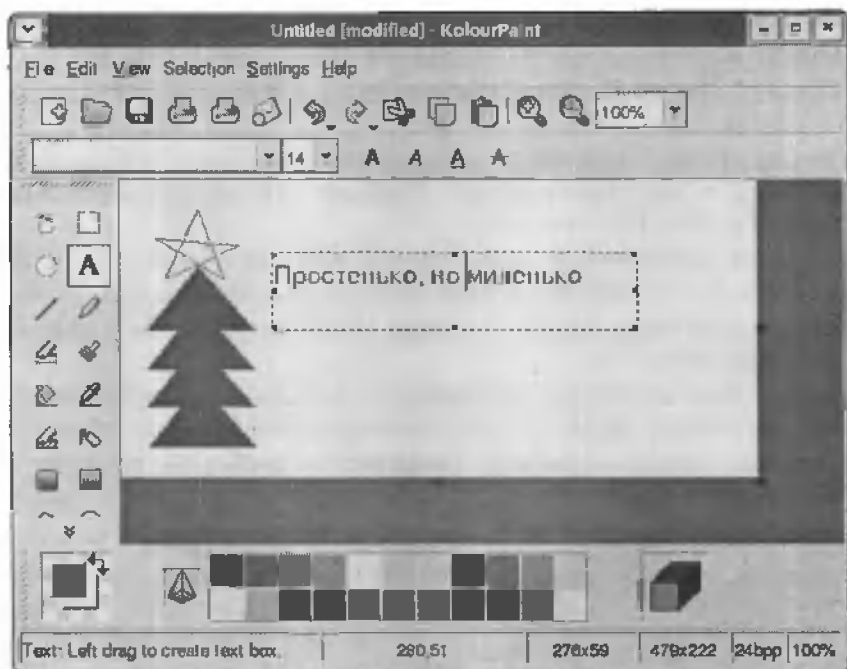 Untitled [modified] - KolourPaint
File Edit View Selection Settings Help
100%
14 A A A A
A
Простенько, но миленько
Text: Left drag to create text box. 280,51 276x59 479x222 24bpp 100%